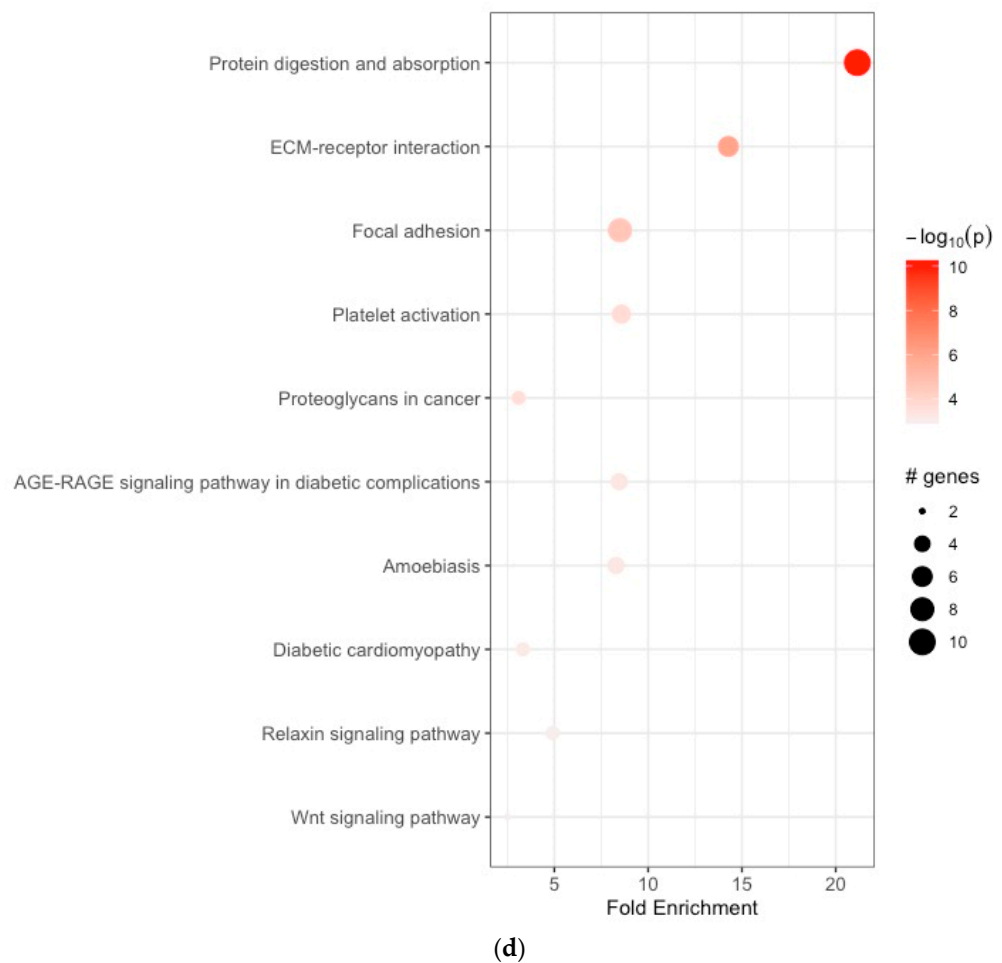 Protein digestion and absorption
ECM-receptor interaction
Focal adhesion
Platelet activation
Proteoglycans in cancer
AGE-RAGE signaling pathway in diabetic complications
Amoebiasis
Diabetic cardiomyopathy
Relaxin signaling pathway
Wnt signaling pathway
5 10 15 20
Fold Enrichment
−log₁₀(p)
10
8
6
4
# genes
2
4
6
8
10
(d)